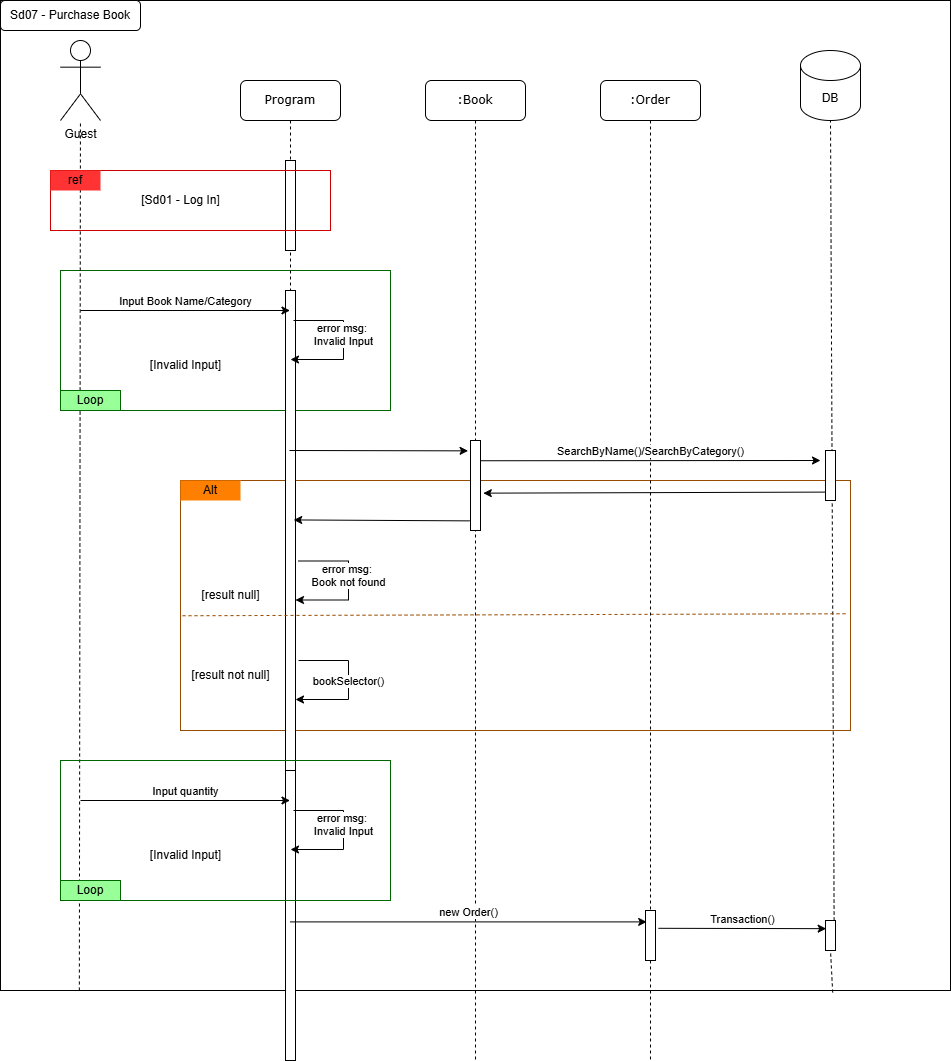 Sd07 - Purchase Book
Guest
Program
:Book
:Order
DB
ref
[Sd01 - Log In]
Input Book Name/Category
error msg:
Invalid Input
[Invalid Input]
Loop
SearchByName()/SearchByCategory()
Alt
error msg:
Book not found
[result null]
[result not null]
bookSelector()
Input quantity
error msg:
Invalid Input
[Invalid Input]
Loop
new Order()
Transaction()